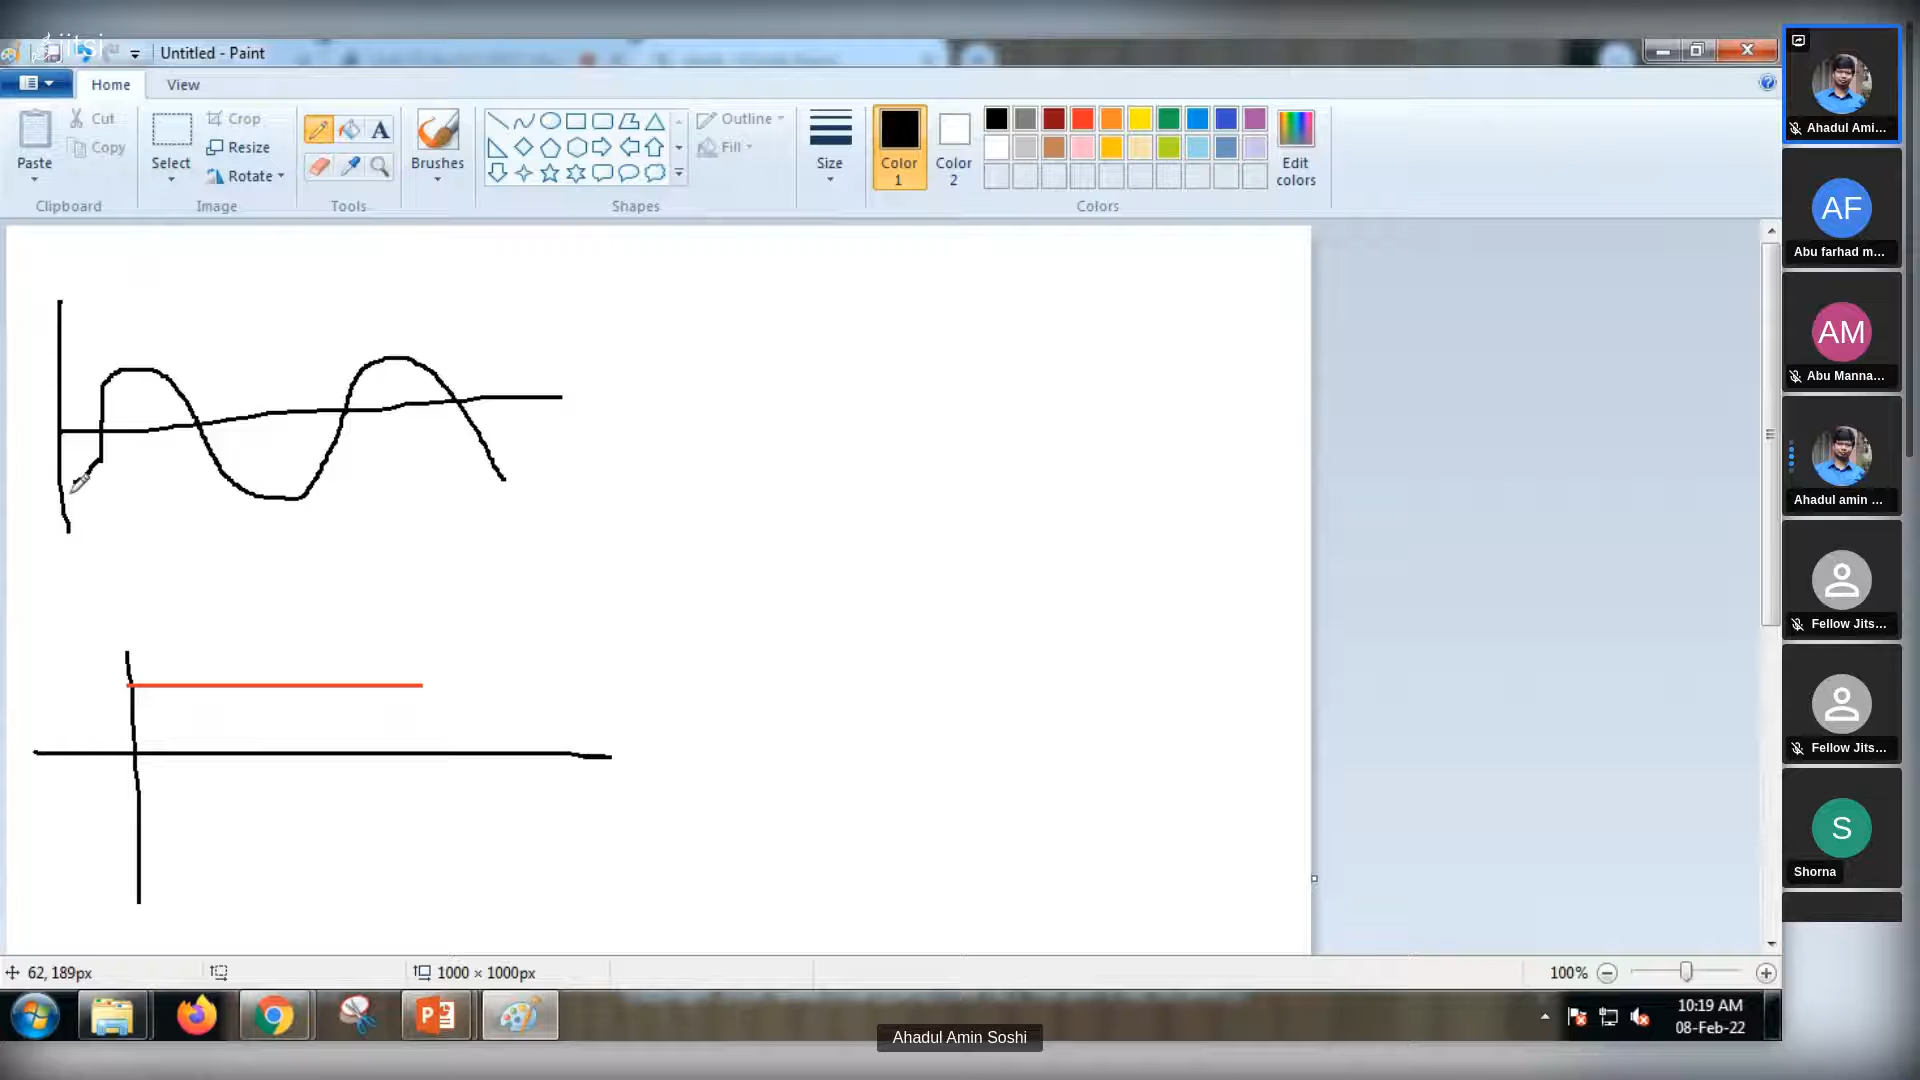 jitsi
Untitled - Paint
Home
View
Paste
Cut
Copy
Clipboard
Select
Crop
Resize
Rotate
Image
A
Tools
Brushes
Shapes
Outline
Fill
Size
Color
1
Color
2
Edit
colors
Colors
62, 189px
1000 × 1000px
100%
10:19 AM
08-Feb-22
Ahadul Amin Soshi
Ahadul Ami...
AF
Abu farhad m...
AM
Abu Manna...
Ahadul amin ...
Fellow Jits...
Fellow Jits...
S
Shorna